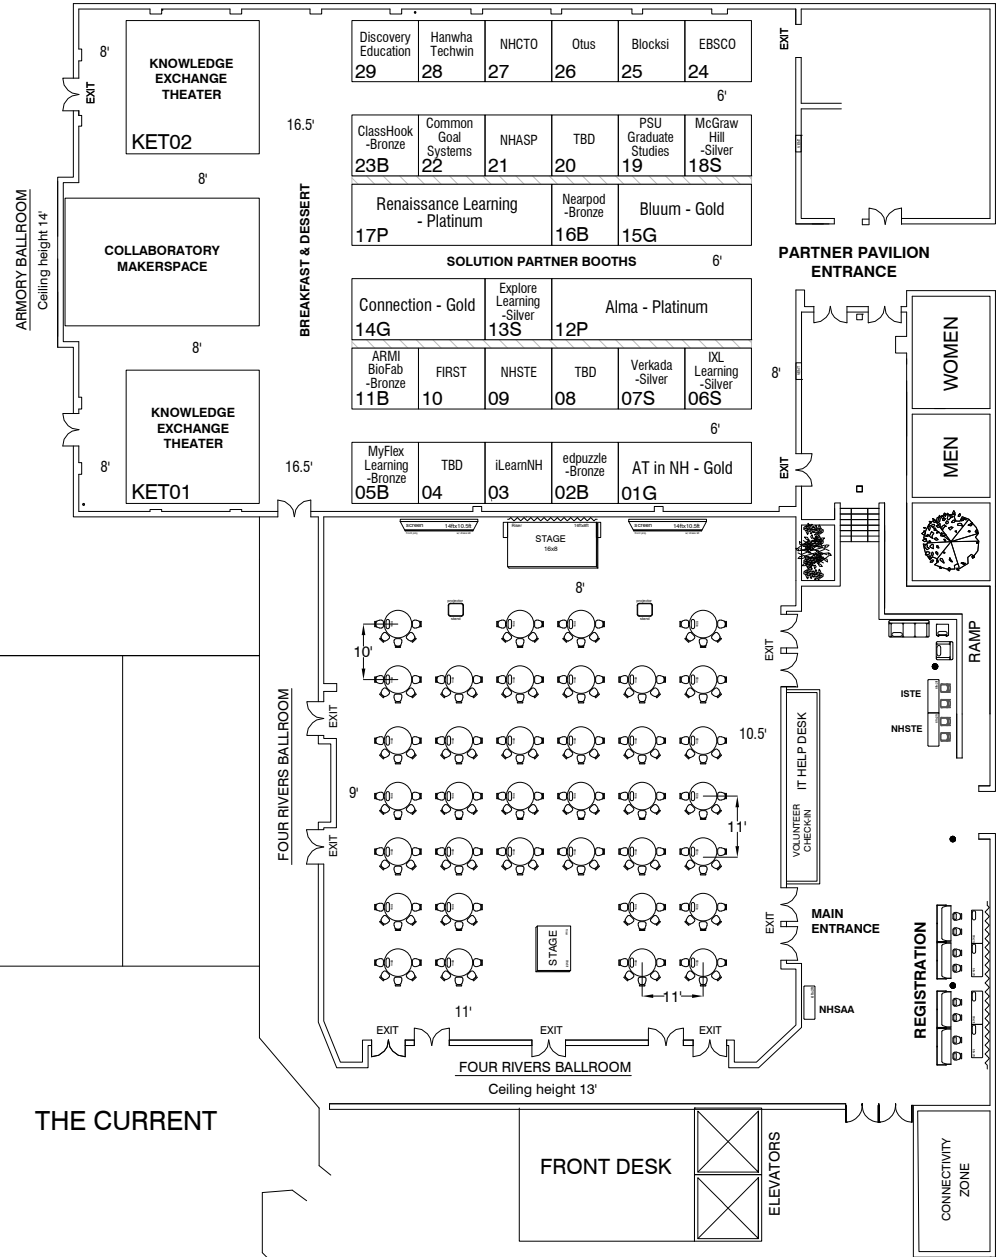 8'
KNOWLEDGE
EXCHANGE
THEATER
KET02
EXIT
16.5'
8'
Discovery
Education
29
Hanwha
Techwin
28
NHCTO
27
Otus
26
Blocksi
25
EBSCO
24
EXIT
6'
ClassHook
-Bronze
23B
Common
Goal
Systems
22
NHASP
21
TBD
20
PSU
Graduate
Studies
19
McGraw
Hill
-Silver
18S
ARMORY BALLROOM
Ceiling height 14'
COLLABORATORY
MAKERSPACE
BREAKFAST & DESSERT
Renaissance Learning
- Platinum
17P
Nearpod
-Bronze
16B
Bluum - Gold
15G
SOLUTION PARTNER BOOTHS
6'
PARTNER PAVILION
ENTRANCE
Connection - Gold
14G
Explore
Learning
-Silver
13S
Alma - Platinum
12P
8'
ARMI
BioFab
-Bronze
11B
FIRST
10
NHSTE
09
TBD
08
Verkada
-Silver
07S
IXL
Learning
-Silver
06S
8'
WOMEN
MEN
KNOWLEDGE
EXCHANGE
THEATER
KET01
8'
16.5'
6'
MyFlex
Learning
-Bronze
05B
TBD
04
iLearnNH
03
edpuzzle
-Bronze
02B
AT in NH - Gold
01G
EXIT
screen
14ftx10.5ft
STAGE
16x8
screen
14ftx10.5ft
8'
10'
EXIT
RAMP
ISTE
NHSTE
FOUR RIVERS BALLROOM
EXIT
9'
EXIT
10.5'
11'
IT HELP DESK
VOLUNTEER
CHECK-IN
STAGE
EXIT
MAIN
ENTRANCE
REGISTRATION
11'
11'
NHSAA
EXIT
EXIT
EXIT
FOUR RIVERS BALLROOM
Ceiling height 13'
THE CURRENT
FRONT DESK
ELEVATORS
CONNECTIVITY
ZONE